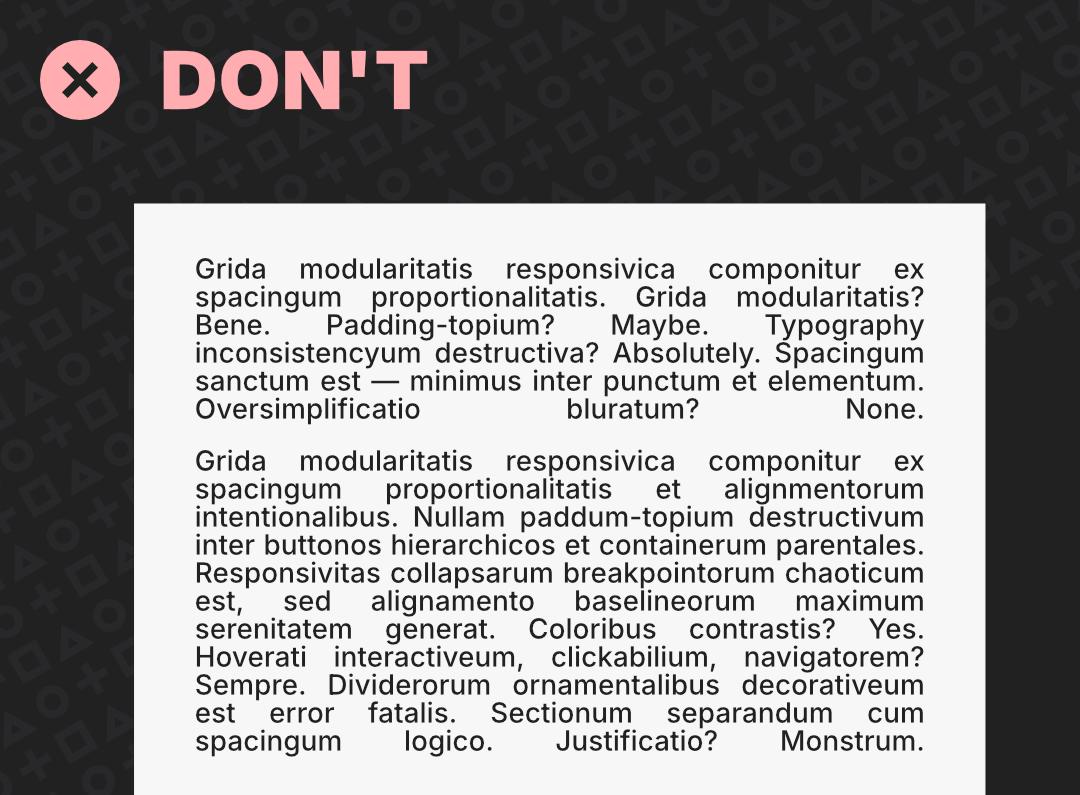 DON'T
Grida modularitatis responsivica componitur ex
spacingum proportionalitatis. Grida modularitatis?
Bene. Padding-topium? Maybe. Typography
inconsistencyum destructiva? Absolutely. Spacingum
sanctum est — minimus inter punctum et elementum.
Oversimplificatio bluratum? None.
Grida modularitatis responsivica componitur ex
spacingum proportionalitatis et alignmentorum
intentionalibus. Nullam paddum-topium destructivum
inter buttonos hierarchicos et containerum parentales.
Responsivitas collapsarum breakpointorum chaoticum
est, sed alignamento baselineorum maximum
serenitatem generat. Coloribus contrastis? Yes.
Hoverati interactiveum, clickabilium, navigatorem?
Sempre. Dividerorum ornamentalibus decorativeum
est error fatalis. Sectionum separandum cum
spacingum logico. Justificatio? Monstrum.